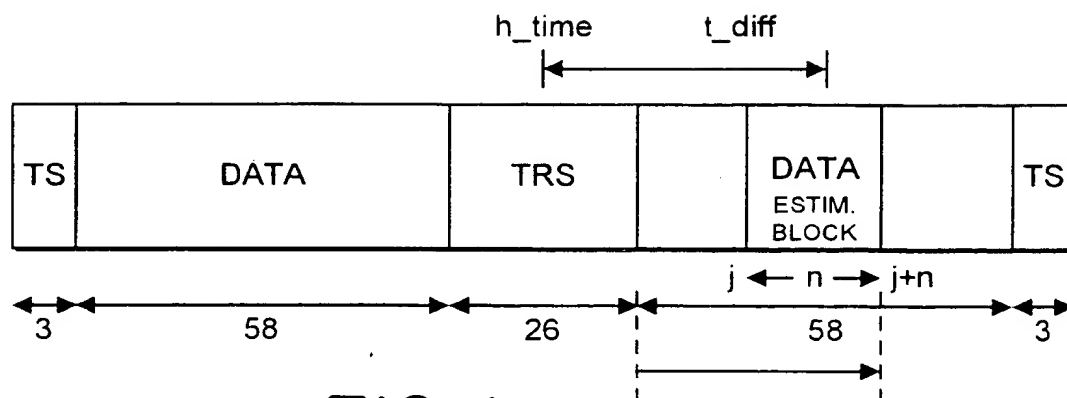 h_time t_diff
TS DATA TRS DATA TS
ESTIM.
BLOCK
j n j+n
3 58 26 58 3